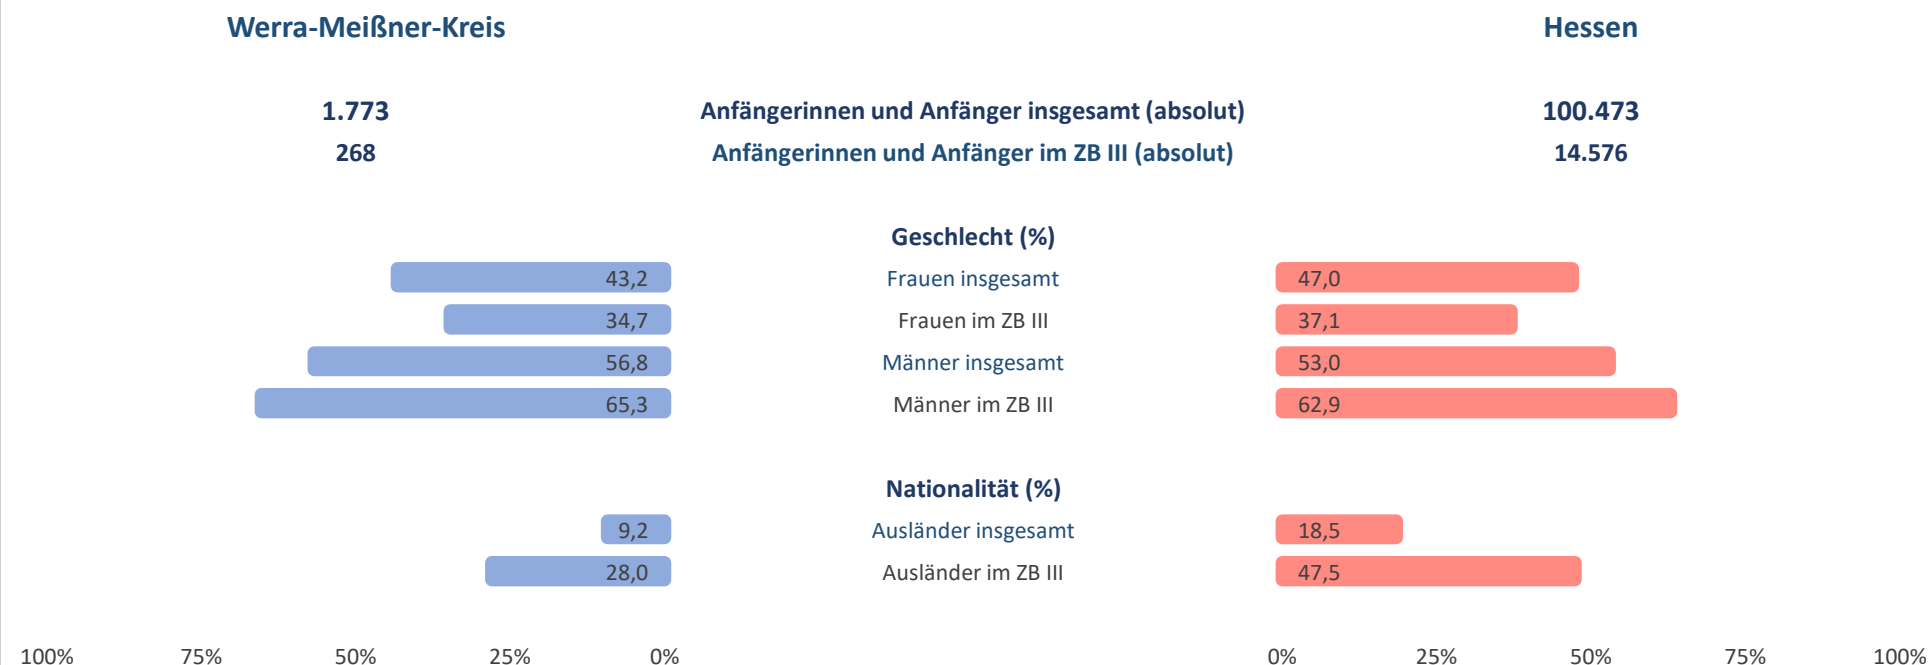 Werra-Meißner-Kreis Hessen
1.773 Anfängerinnen und Anfänger insgesamt (absolut) 100.473
268 Anfängerinnen und Anfänger im ZB III (absolut) 14.576
Geschlecht (%)
43,2 Frauen insgesamt 47,0
34,7 Frauen im ZB III 37,1
56,8 Männer insgesamt 53,0
65,3 Männer im ZB III 62,9
Nationalität (%)
9,2 Ausländer insgesamt 18,5
28,0 Ausländer im ZB III 47,5
100% 75% 50% 25% 0% 0% 25% 50% 75% 100%